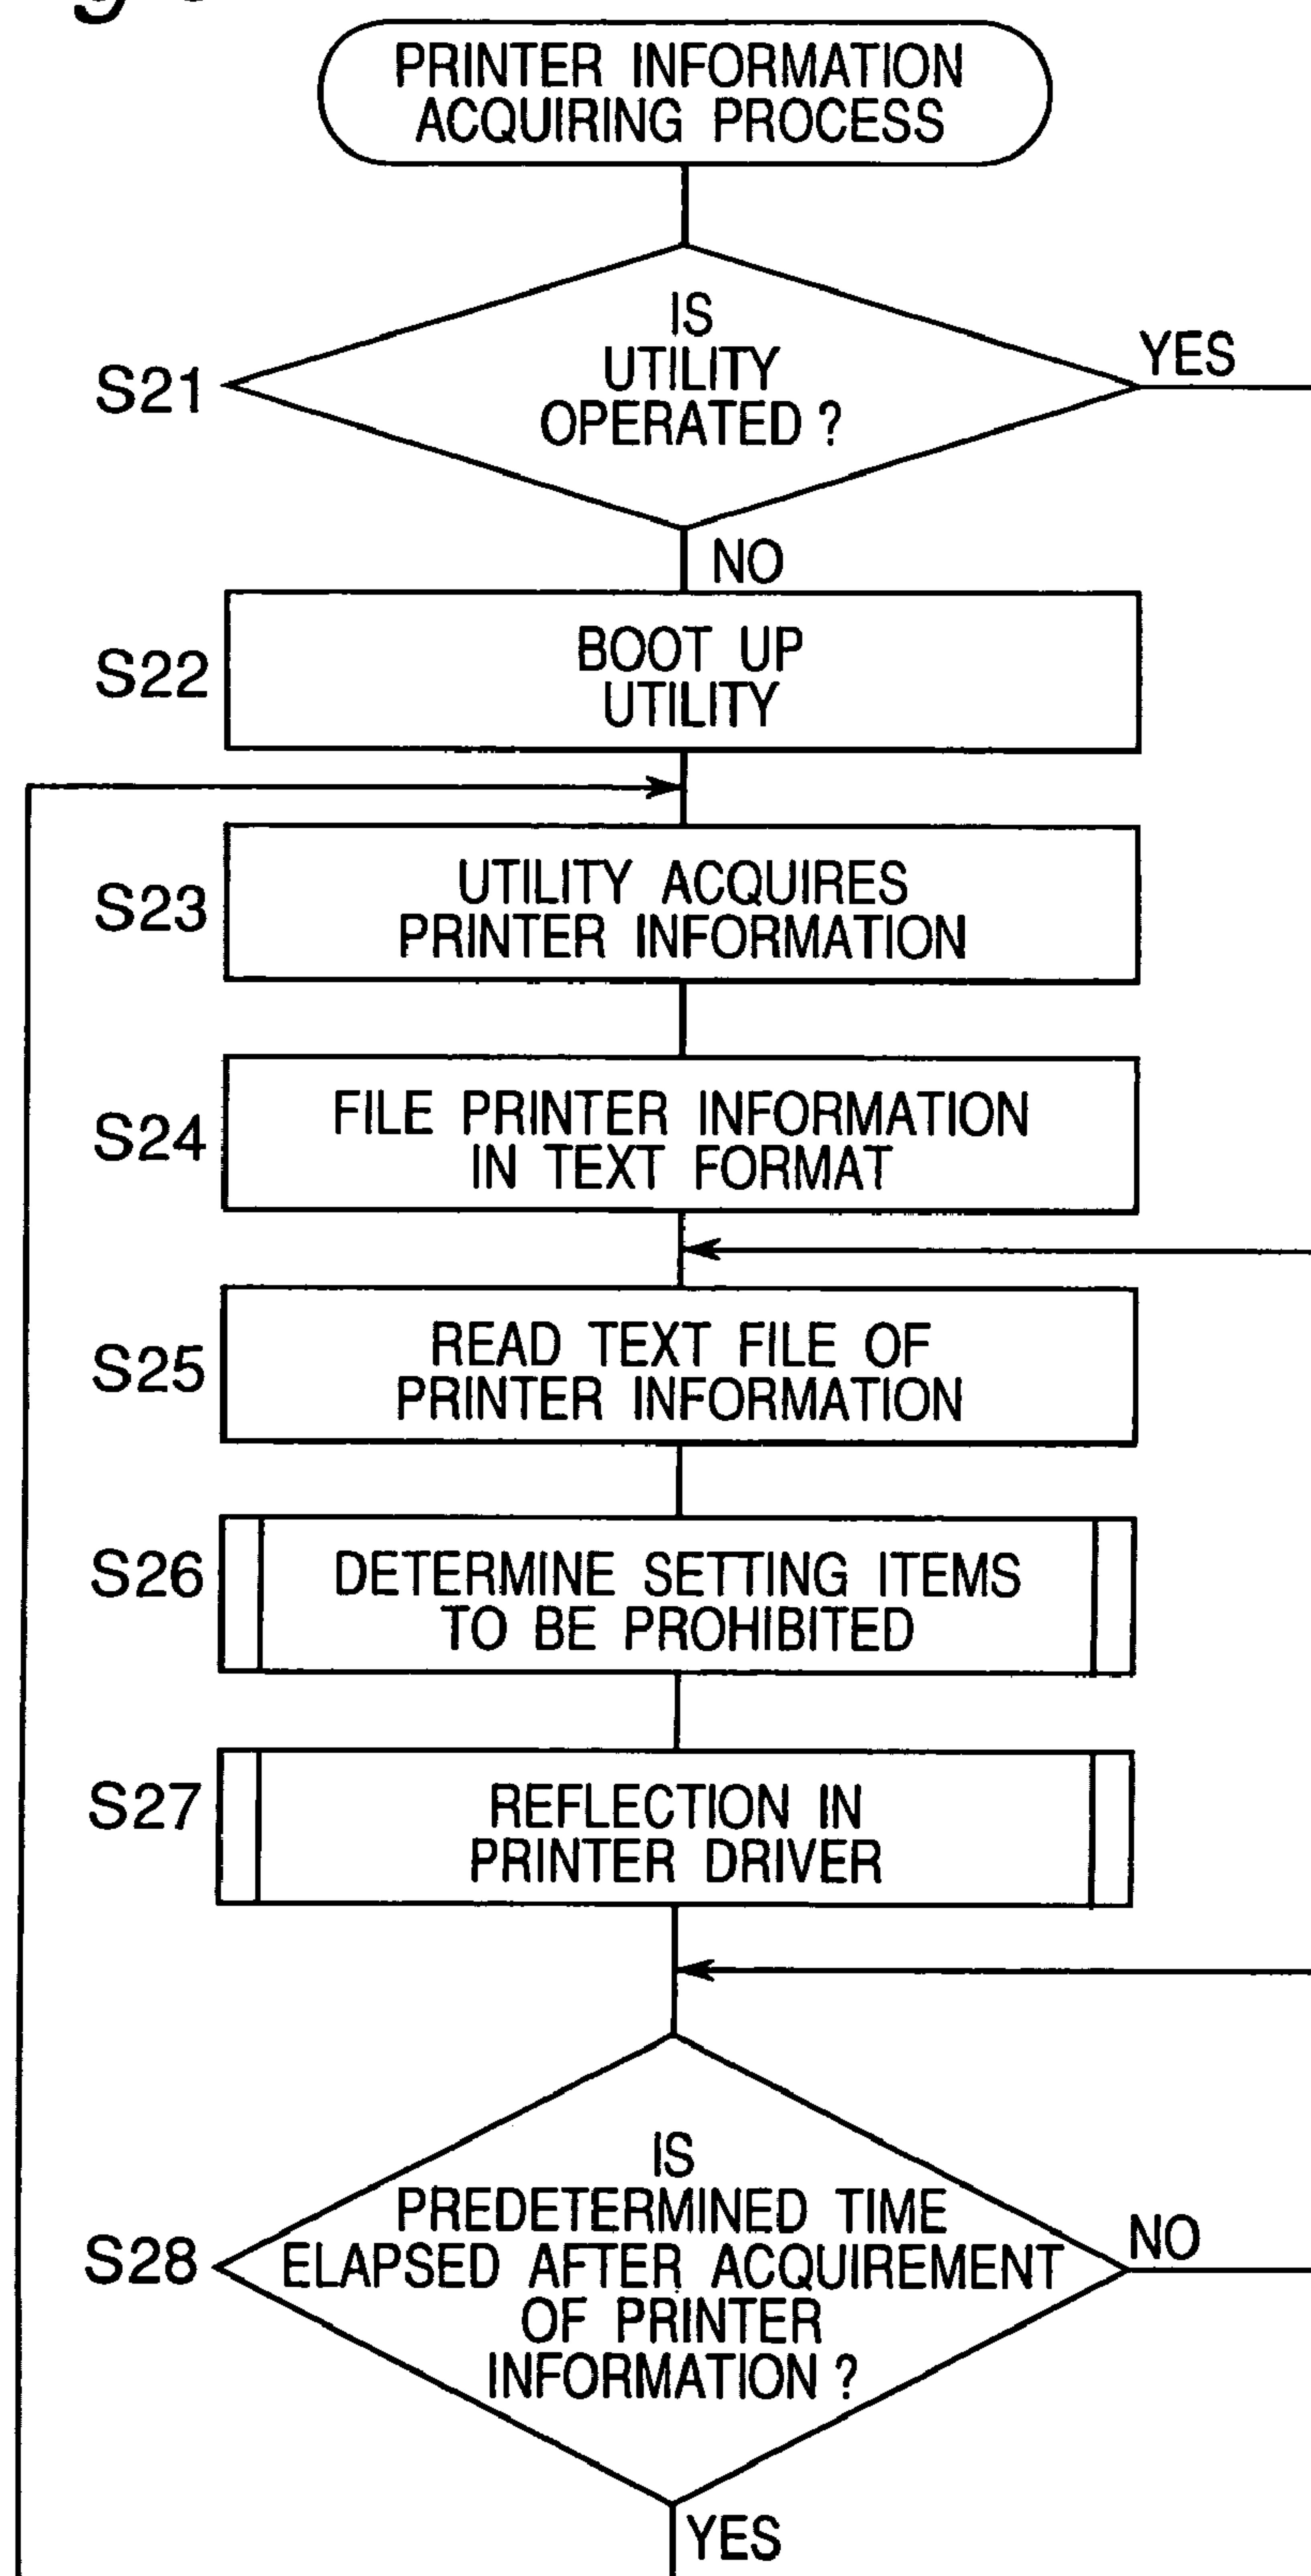 PRINTER INFORMATION
ACQUIRING PROCESS
S21
IS
UTILITY
OPERATED ?
YES
NO
S22
BOOT UP
UTILITY
S23
UTILITY ACQUIRES
PRINTER INFORMATION
S24
FILE PRINTER INFORMATION
IN TEXT FORMAT
S25
READ TEXT FILE OF
PRINTER INFORMATION
S26
DETERMINE SETTING ITEMS
TO BE PROHIBITED
S27
REFLECTION IN
PRINTER DRIVER
S28
IS
PREDETERMINED TIME
ELAPSED AFTER ACQUIREMENT
OF PRINTER
INFORMATION ?
NO
YES